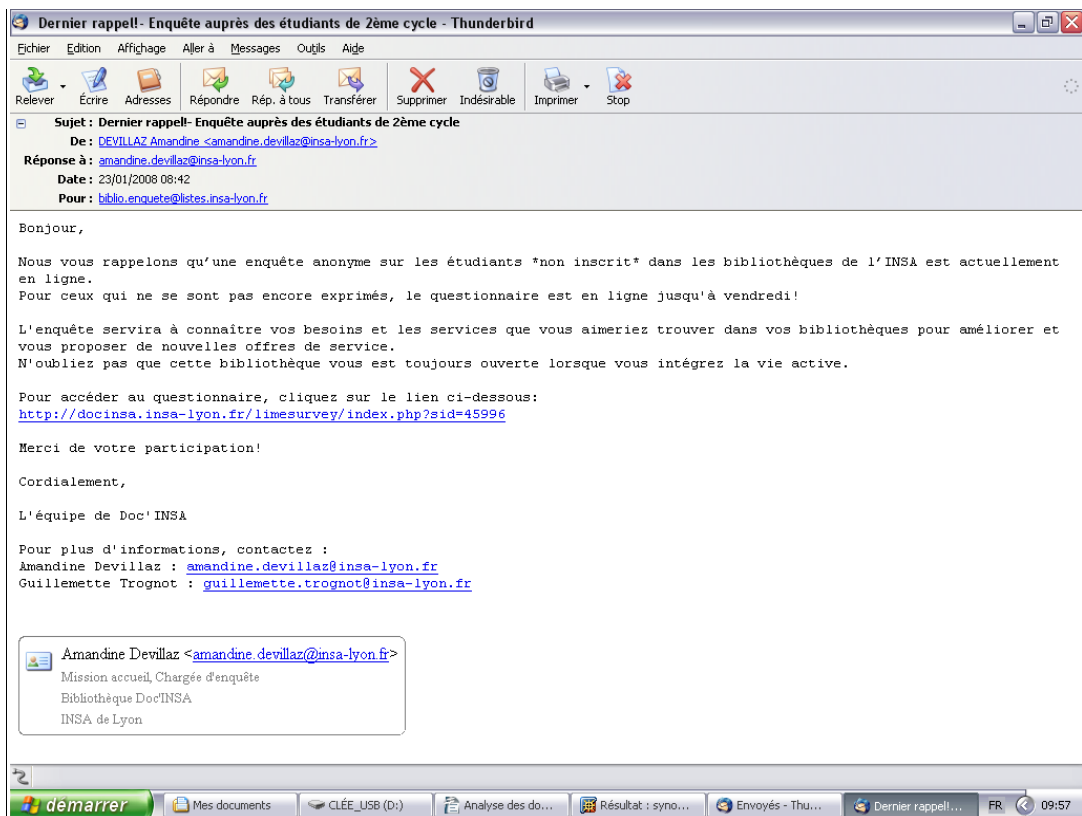 Dernier rappel!- Enquête auprès des étudiants de 2ème cycle - Thunderbird
Fichier Edition Affichage Aller à Messages Outils Aide
Relever Écrire Adresses Répondre Rép. à tous Transférer Supprimer Indésirable Imprimer Stop
Sujet : Dernier rappel!- Enquête auprès des étudiants de 2ème cycle
De : DEVILLAZ Amandine <amandine.devillaz@insa-lyon.fr>
Réponse à : amandine.devillaz@insa-lyon.fr
Date : 23/01/2008 08:42
Pour : biblio.enquete@listes.insa-lyon.fr
Bonjour,
Nous vous rappelons qu’une enquête anonyme sur les étudiants *non inscrit* dans les bibliothèques de l’INSA est actuellement
en ligne.
Pour ceux qui ne se sont pas encore exprimés, le questionnaire est en ligne jusqu'à vendredi!
L'enquête servira à connaître vos besoins et les services que vous aimeriez trouver dans vos bibliothèques pour améliorer et
vous proposer de nouvelles offres de service.
N'oubliez pas que cette bibliothèque vous est toujours ouverte lorsque vous intégrez la vie active.
Pour accéder au questionnaire, cliquez sur le lien ci-dessous:
http://docinsa.insa-lyon.fr/limesurvey/index.php?sid=45996
Merci de votre participation!
Cordialement,
L'équipe de Doc'INSA
Pour plus d'informations, contactez :
Amandine Devillaz : amandine.devillaz@insa-lyon.fr
Guillemette Trognot : guillemette.trognot@insa-lyon.fr
Amandine Devillaz <amandine.devillaz@insa-lyon.fr>
Mission accueil, Chargée d'enquête
Bibliothèque Doc'INSA
INSA de Lyon
démarrer Mes documents CLÉE_USB (D:) Analyse des do... Résultat : syno... Envoyés - Thu... Dernier rappel!... FR 09:57